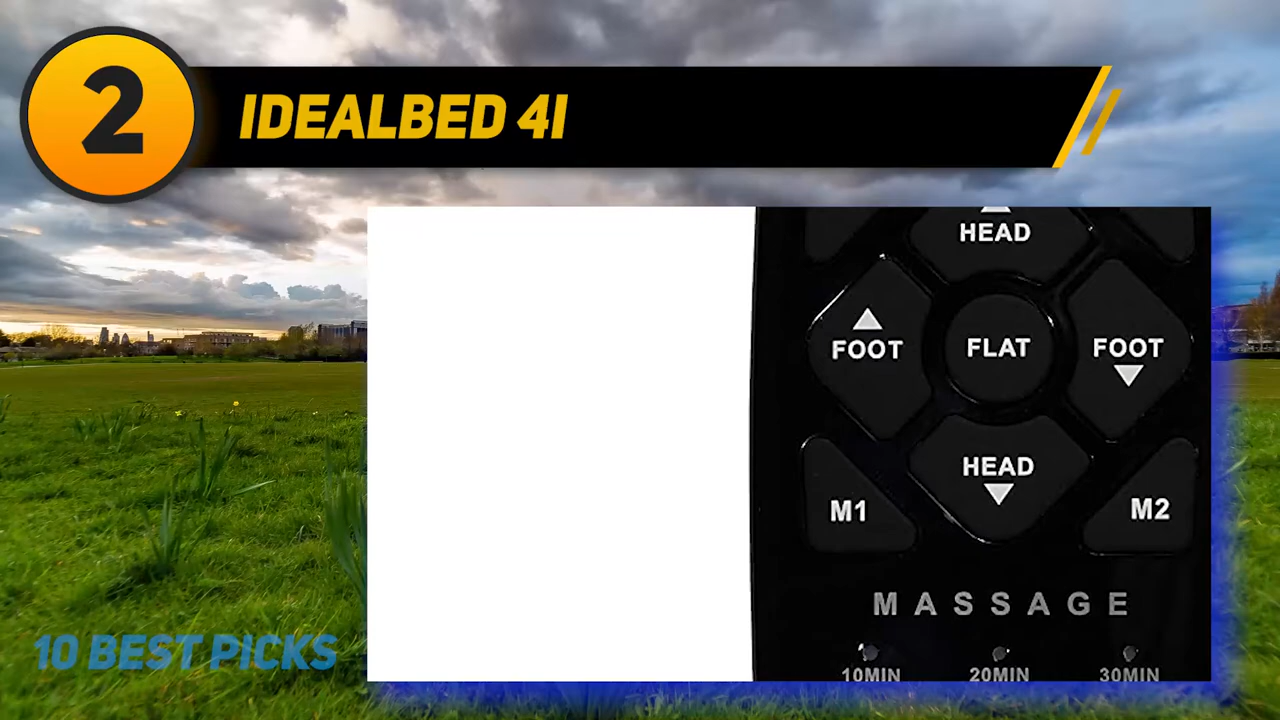 2
IDEALBED 4I
HEAD
FOOT FLAT FOOT
HEAD
M1 M2
MASSAGE
10MIN 20MIN 30MIN
10 BEST PICKS